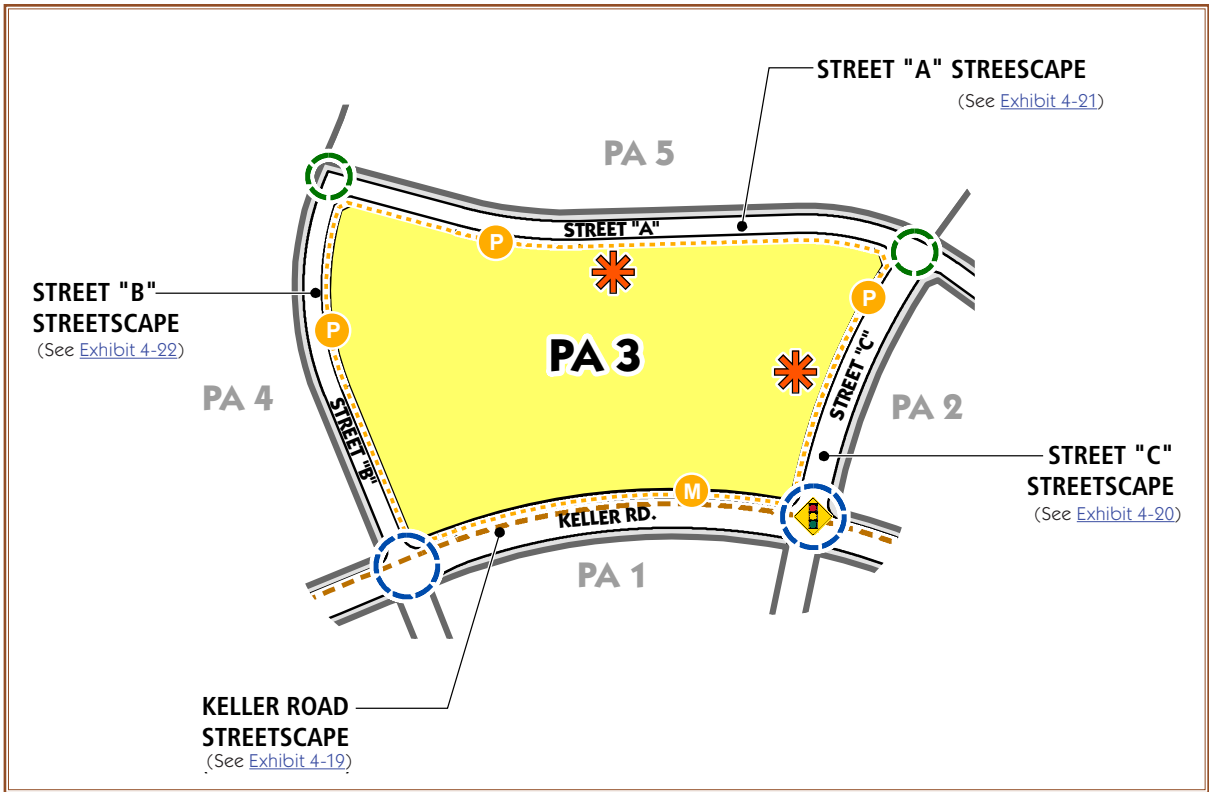 STREET "A" STREESCAPE
(See Exhibit 4-21)
PA 5
STREET "A"
P
P
STREET "B"
STREETSCAPE
(See Exhibit 4-22)
P
PA 3
STREET "C"
PA 4
PA 2
STREET "B"
STREET "C"
STREETSCAPE
(See Exhibit 4-20)
M
KELLER RD.
PA 1
KELLER ROAD
STREETSCAPE
(See Exhibit 4-19)